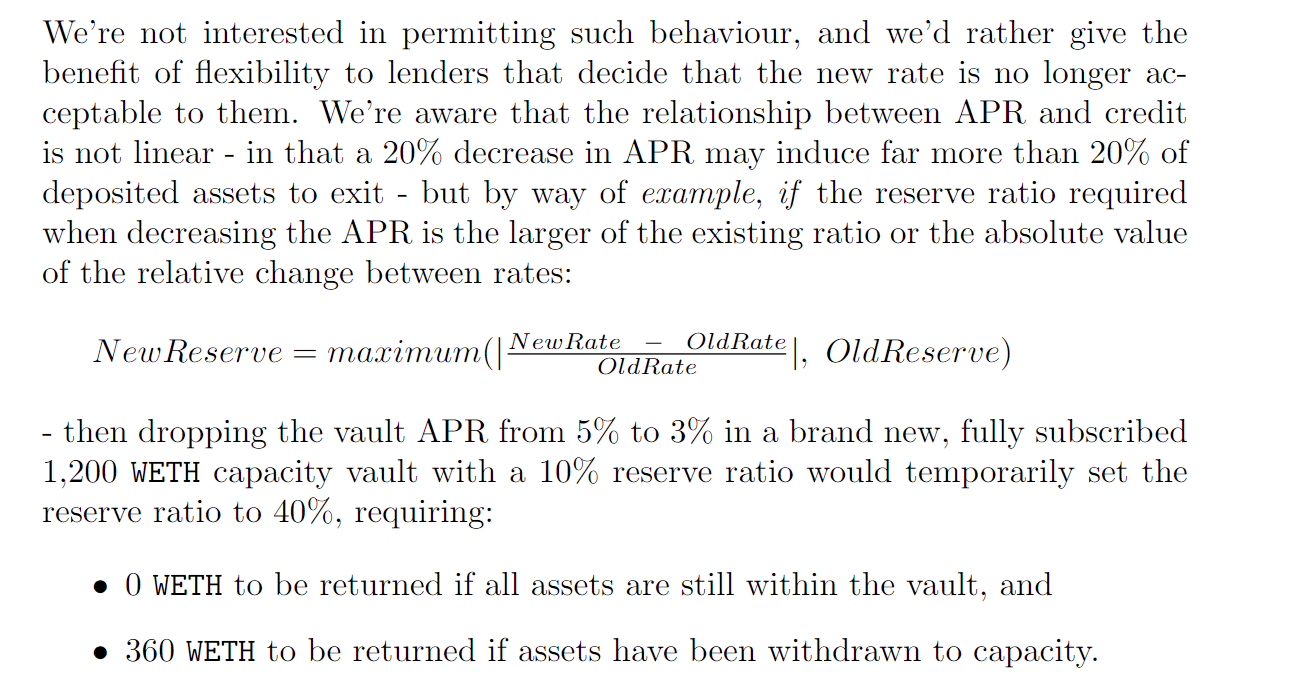 We're not interested in permitting such behaviour, and we'd rather give the
benefit of flexibility to lenders that decide that the new rate is no longer ac-
ceptable to them. We're aware that the relationship between APR and credit
is not linear - in that a 20% decrease in APR may induce far more than 20% of
deposited assets to exit - but by way of example, if the reserve ratio required
when decreasing the APR is the larger of the existing ratio or the absolute value
of the relative change between rates:
NewReserve = maximum(|\frac{NewRate - OldRate}{OldRate}|, OldReserve)
- then dropping the vault APR from 5% to 3% in a brand new, fully subscribed
1,200 WETH capacity vault with a 10% reserve ratio would temporarily set the
reserve ratio to 40%, requiring:
• 0 WETH to be returned if all assets are still within the vault, and
• 360 WETH to be returned if assets have been withdrawn to capacity.